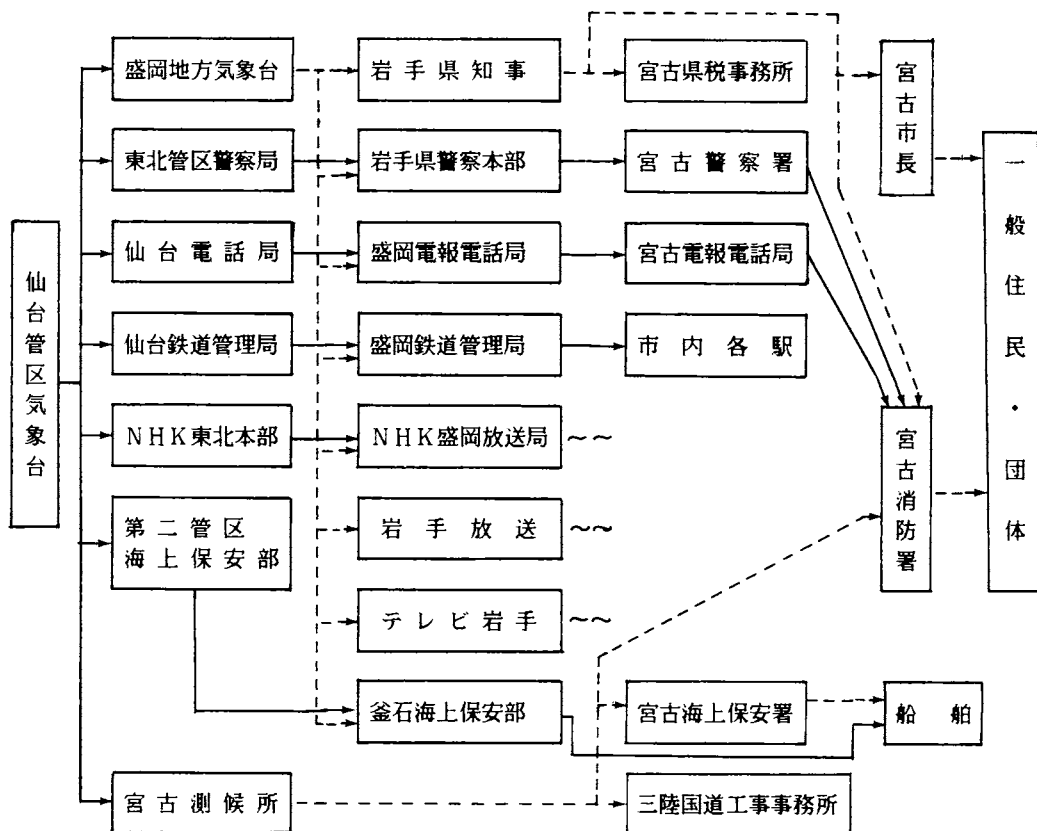 仙台管区気象台
盛岡地方気象台
岩手県知事
宮古県税事務所
宮古市長
東北管区警察局
岩手県警察本部
宮古警察署
一般住民・団体
仙台電話局
盛岡電報電話局
宮古電報電話局
仙台鉄道管理局
盛岡鉄道管理局
市内各駅
NHK東北本部
NHK盛岡放送局
~~
宮古消防署
第二管区
海上保安部
岩手放送
~~
テレビ岩手
~~
釜石海上保安部
宮古海上保安署
船舶
宮古測候所
三陸国道工事事務所